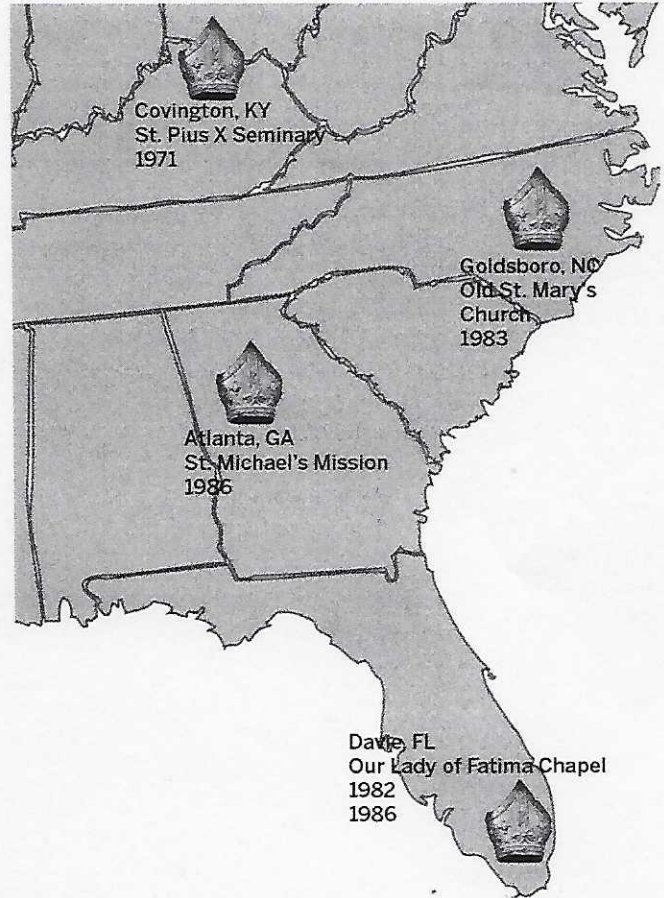 Covington, KY
St. Pius X Seminary
1971
Goldsboro, NC
Old St. Mary's
Church
1983
Atlanta, GA
St. Michael's Mission
1986
Davie, FL
Our Lady of Fatima Chapel
1982
1986